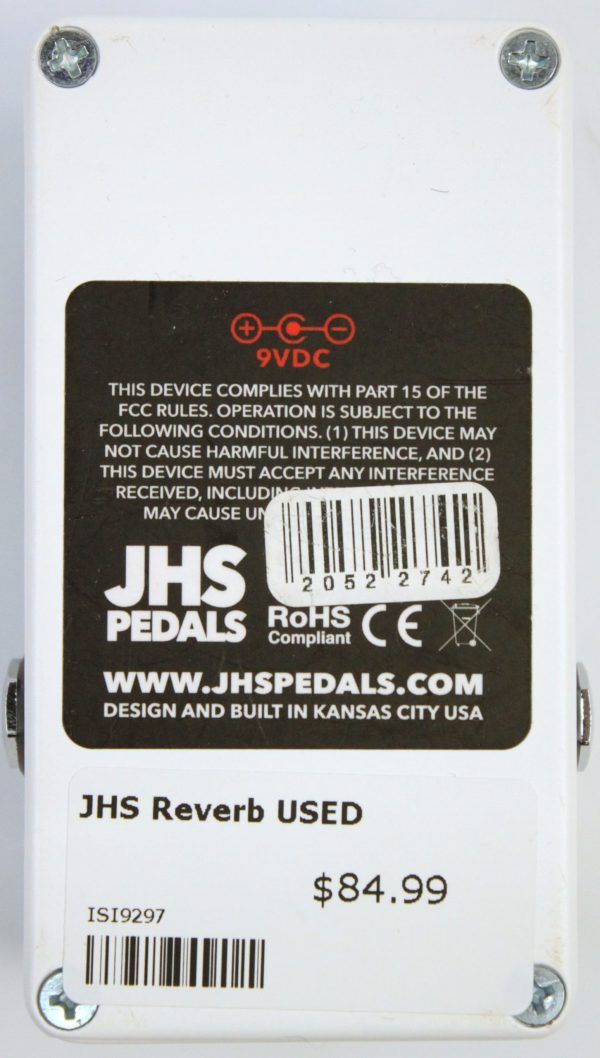 9VDC
THIS DEVICE COMPLIES WITH PART 15 OF THE
FCC RULES. OPERATION IS SUBJECT TO THE
FOLLOWING CONDITIONS. (1) THIS DEVICE MAY
NOT CAUSE HARMFUL INTERFERENCE, AND (2)
THIS DEVICE MUST ACCEPT ANY INTERFERENCE
RECEIVED,
MAY CAUSE
2052 2742
JHS
PEDALS
RoHS
Compliant
CE
WWW.JHSPEDALS.COM
DESIGN AND BUILT IN KANSAS CITY USA
JHS Reverb USED
$84.99
ISI9297